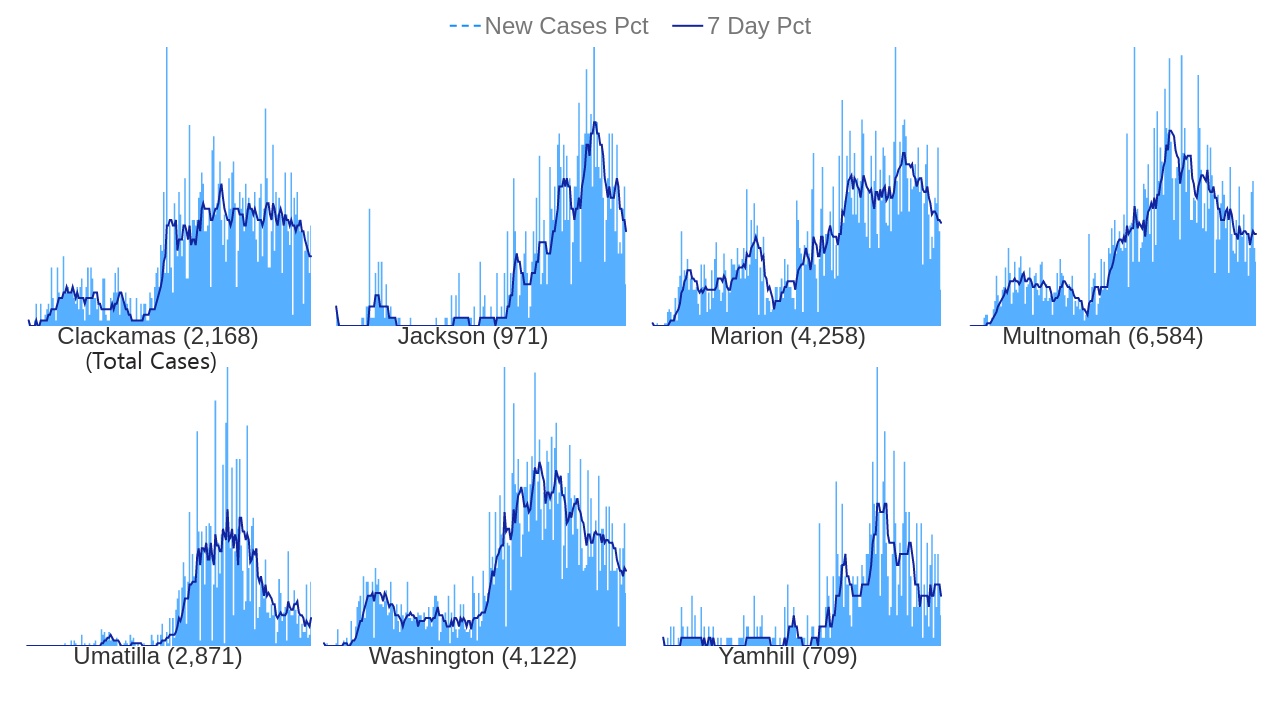 New Cases Pct 7 Day Pct
Clackamas (2,168) Jackson (971) Marion (4,258) Multnomah (6,584)
(Total Cases)
Umatilla (2,871) Washington (4,122) Yamhill (709)